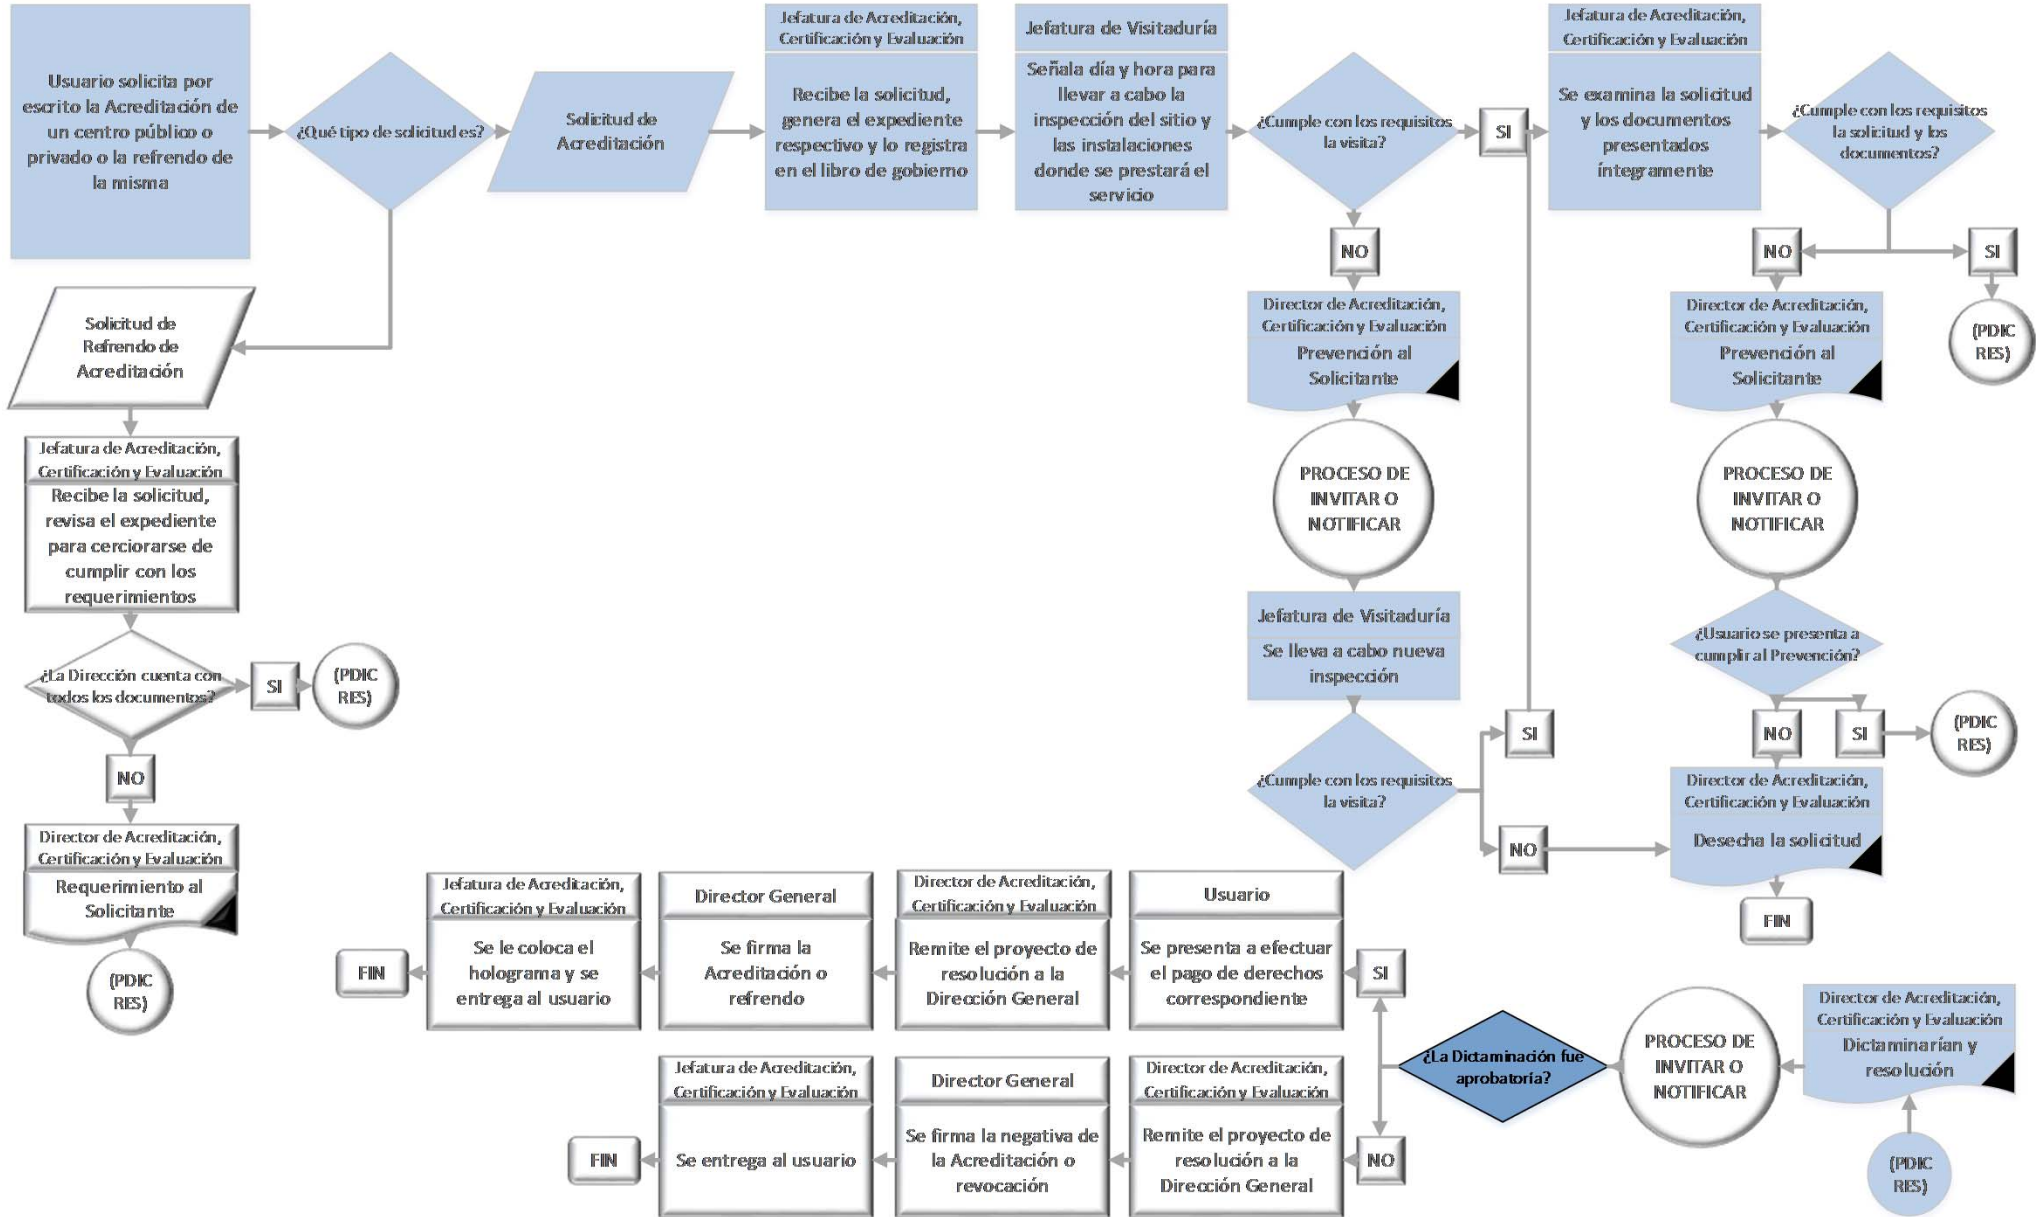 Usuario solicita por
escrito la Acreditación de
un centro público o
privado o la refrendo de
la misma
¿Qué tipo de solicitud es?
Solicitud de
Acreditación
Jefatura de Acreditación,
Certificación y Evaluación
Recibe la solicitud,
genera el expediente
respectivo y lo registra
en el libro de gobierno
Jefatura de Visitaduría
Señala día y hora para
llevar a cabo la
inspección del sitio y
las instalaciones
donde se prestará el
servicio
¿Cumple con los requisitos
la visita?
SI
Jefatura de Acreditación,
Certificación y Evaluación
Se examina la solicitud
y los documentos
presentados
íntegramente
¿Cumple con los requisitos
la solicitud y los
documentos?
NO
SI
(PDIC
RES)
NO
Director de Acreditación,
Certificación y Evaluación
Prevención al
Solicitante
PROCESO DE
INVITAR O
NOTIFICAR
Jefatura de Visitaduría
Se lleva a cabo nueva
inspección
¿Cumple con los requisitos
la visita?
SI
NO
Director de Acreditación,
Certificación y Evaluación
Prevención al
Solicitante
PROCESO DE
INVITAR O
NOTIFICAR
¿Usuario se presenta a
cumplir al Prevención?
NO
SI
(PDIC
RES)
Director de Acreditación,
Certificación y Evaluación
Desecha la solicitud
FIN
Solicitud de
Refrendo de
Acreditación
Jefatura de Acreditación,
Certificación y Evaluación
Recibe la solicitud,
revisa el expediente
para cerciorarse de
cumplir con los
requerimientos
¿La Dirección cuenta con
todos los documentos?
SI
(PDIC
RES)
NO
Director de Acreditación,
Certificación y Evaluación
Requerimiento al
Solicitante
(PDIC
RES)
Jefatura de Acreditación,
Certificación y Evaluación
Se le coloca el
holograma y se
entrega al usuario
FIN
Director General
Se firma la
Acreditación o
refrendo
Director de Acreditación,
Certificación y Evaluación
Remite el proyecto de
resolución a la
Dirección General
Usuario
Se presenta a efectuar
el pago de derechos
correspondiente
SI
¿La Dictaminación fue
aprobatoría?
PROCESO DE
INVITAR O
NOTIFICAR
Director de Acreditación,
Certificación y Evaluación
Dictaminarían y
resolución
(PDIC
RES)
Jefatura de Acreditación,
Certificación y Evaluación
Se entrega al usuario
FIN
Director General
Se firma la negativa de
la Acreditación o
revocación
Director de Acreditación,
Certificación y Evaluación
Remite el proyecto de
resolución a la
Dirección General
NO